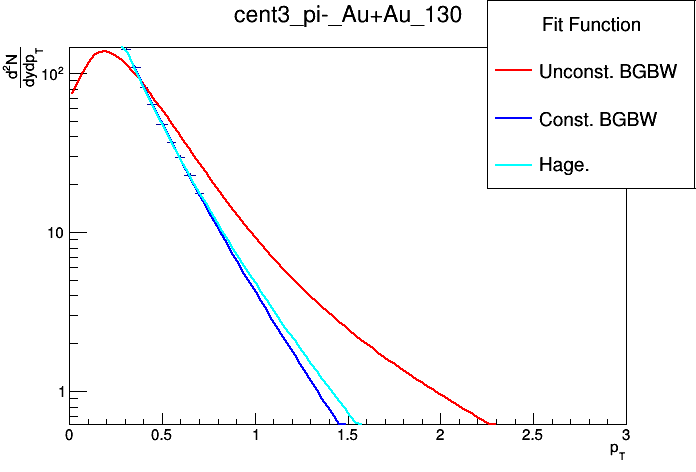 cent3_pi-_Au+Au_130
Fit Function
Unconst. BGBW
Const. BGBW
Hage.
d²N
dydp_T
10²
10
1
0 0.5 1 1.5 2 2.5 3
p_T